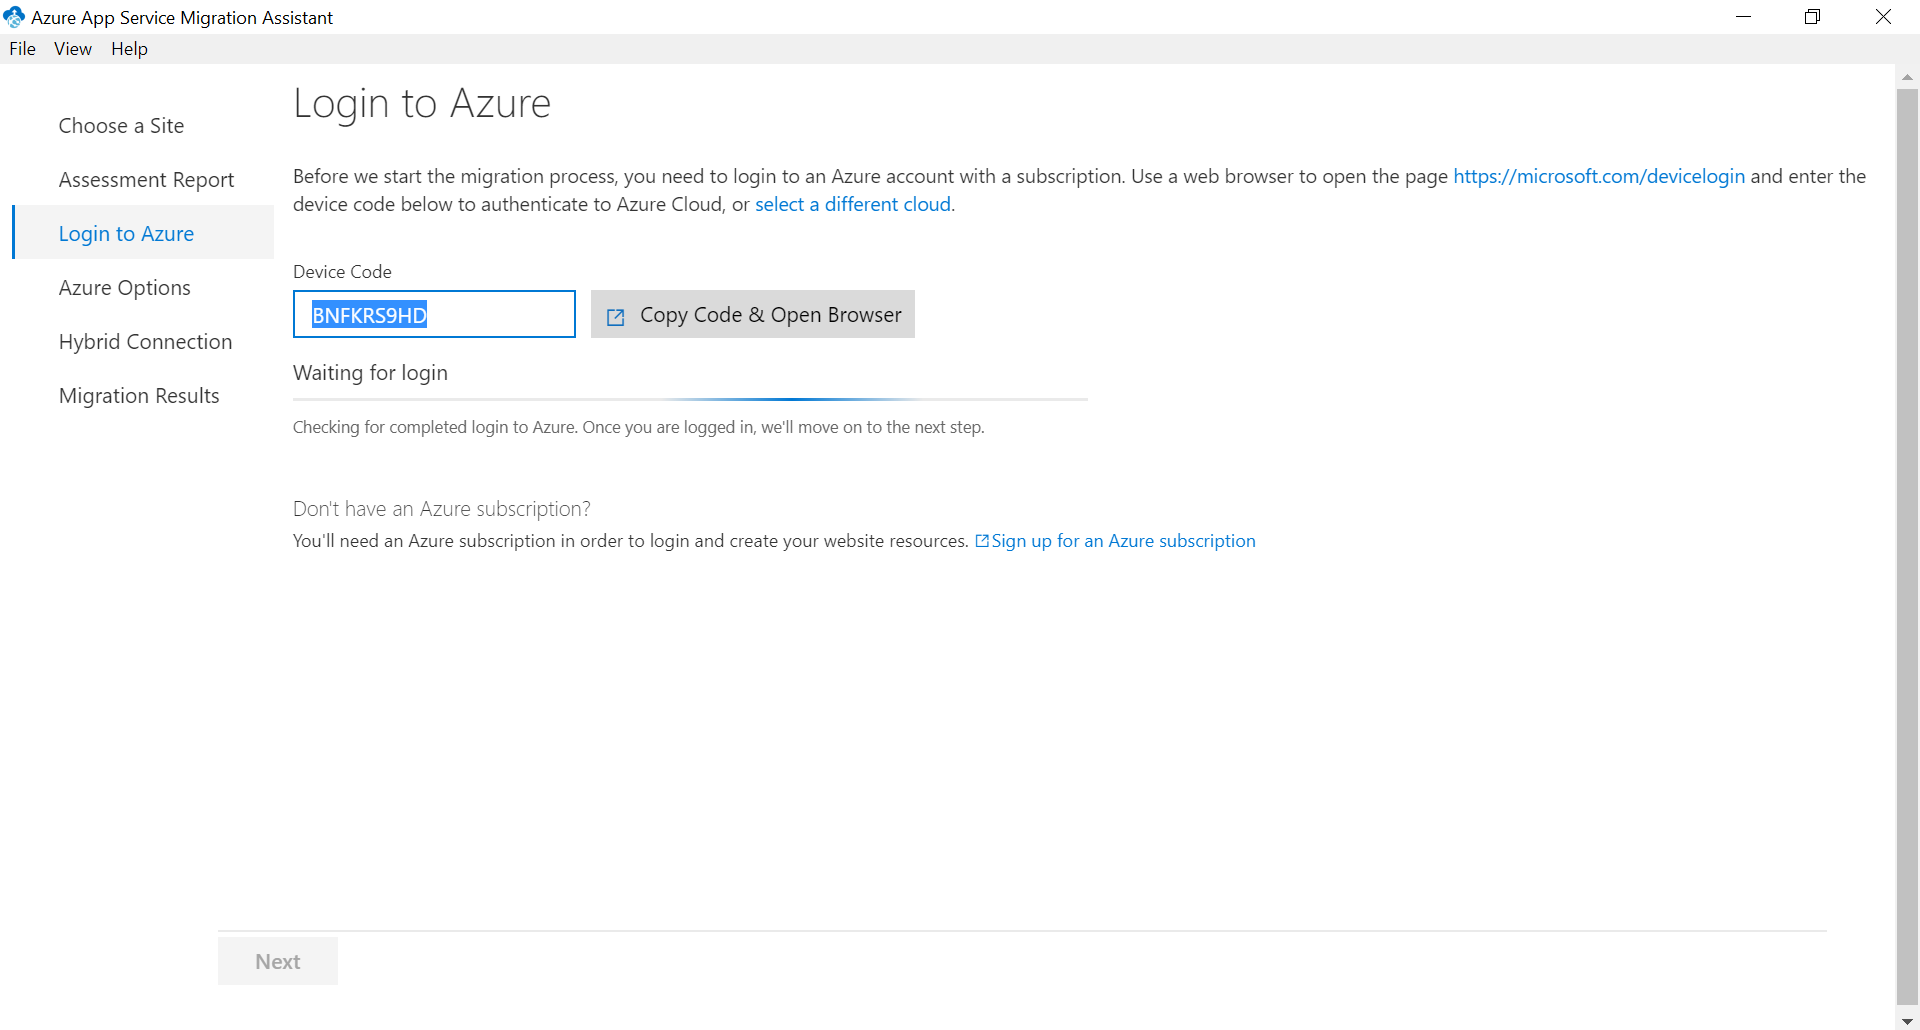 Azure App Service Migration Assistant
File View Help
Choose a Site
Assessment Report
Login to Azure
Azure Options
Hybrid Connection
Migration Results
Login to Azure
Before we start the migration process, you need to login to an Azure account with a subscription. Use a web browser to open the page https://microsoft.com/devicelogin and enter the
device code below to authenticate to Azure Cloud, or select a different cloud.
Device Code
BNFKRS9HD
Copy Code & Open Browser
Waiting for login
Checking for completed login to Azure. Once you are logged in, we'll move on to the next step.
Don't have an Azure subscription?
You'll need an Azure subscription in order to login and create your website resources. Sign up for an Azure subscription
Next